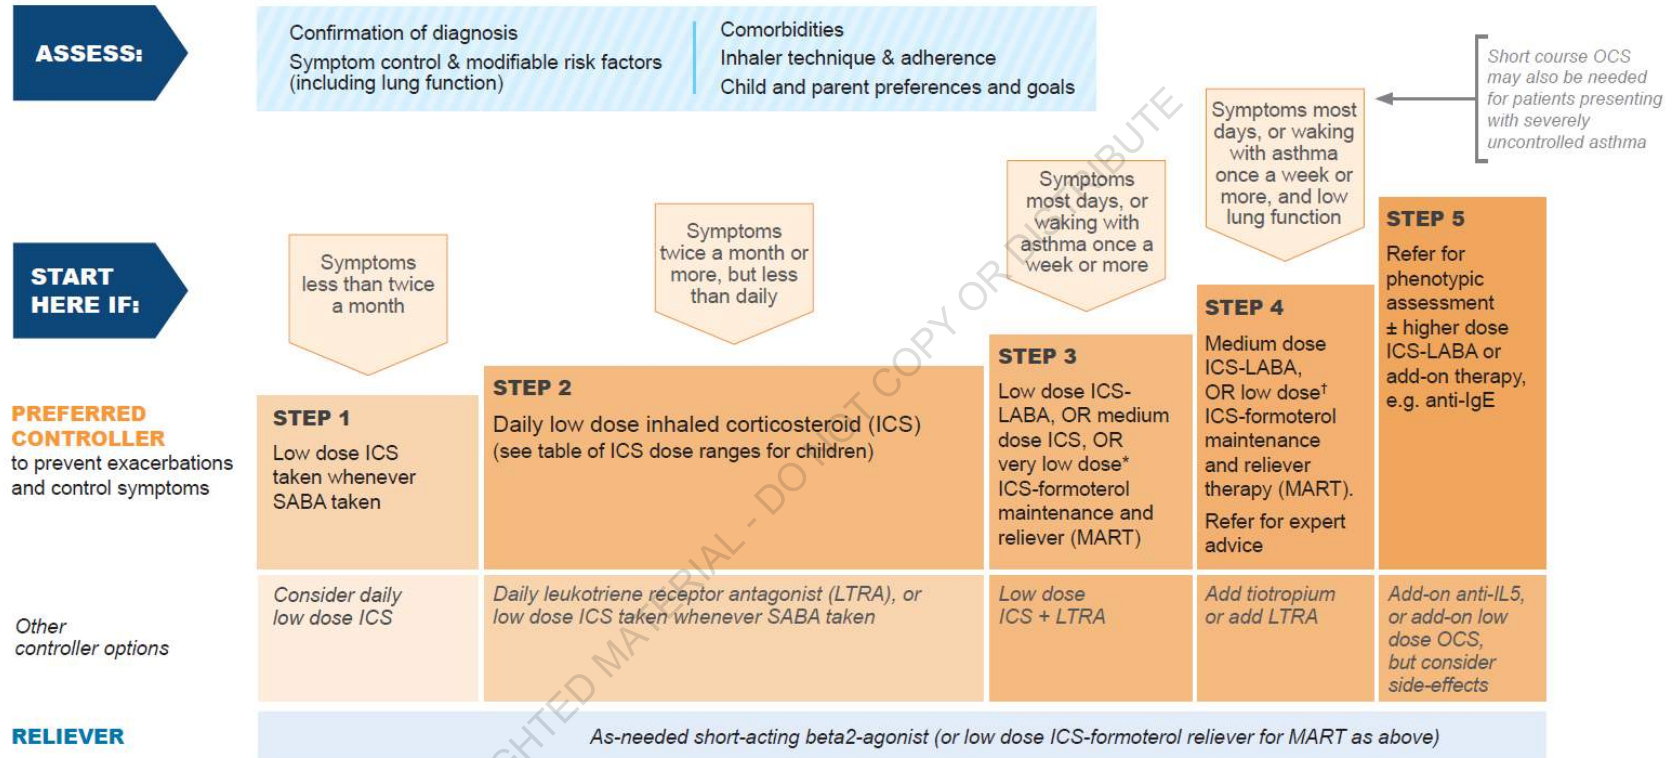 ASSESS:
Confirmation of diagnosis
Symptom control & modifiable risk factors
(including lung function)
Comorbidities
Inhaler technique & adherence
Child and parent preferences and goals
Short course OCS
may also be needed
for patients presenting
with severely
uncontrolled asthma
START
HERE IF:
Symptoms
less than twice
a month
Symptoms
twice a month or
more, but less
than daily
Symptoms
most days, or
waking with
asthma once a
week or more
Symptoms most
days, or waking
with asthma
once a week or
more, and low
lung function
PREFERRED
CONTROLLER
to prevent exacerbations
and control symptoms
STEP 1
Low dose ICS
taken whenever
SABA taken
STEP 2
Daily low dose inhaled corticosteroid (ICS)
(see table of ICS dose ranges for children)
STEP 3
Low dose ICS-
LABA, OR medium
dose ICS, OR
very low dose*
ICS-formoterol
maintenance and
reliever (MART)
STEP 4
Medium dose
ICS-LABA,
OR low dose†
ICS-formoterol
maintenance
and reliever
therapy (MART).
Refer for expert
advice
STEP 5
Refer for
phenotypic
assessment
± higher dose
ICS-LABA or
add-on therapy,
e.g. anti-IgE
Other
controller options
Consider daily
low dose ICS
Daily leukotriene receptor antagonist (LTRA), or
low dose ICS taken whenever SABA taken
Low dose
ICS + LTRA
Add tiotropium
or add LTRA
Add-on anti-IL5,
or add-on low
dose OCS,
but consider
side-effects
RELIEVER
As-needed short-acting beta2-agonist (or low dose ICS-formoterol reliever for MART as above)
GHTED MATERIAL - DO NOT COPY OR DISTRIBUTE